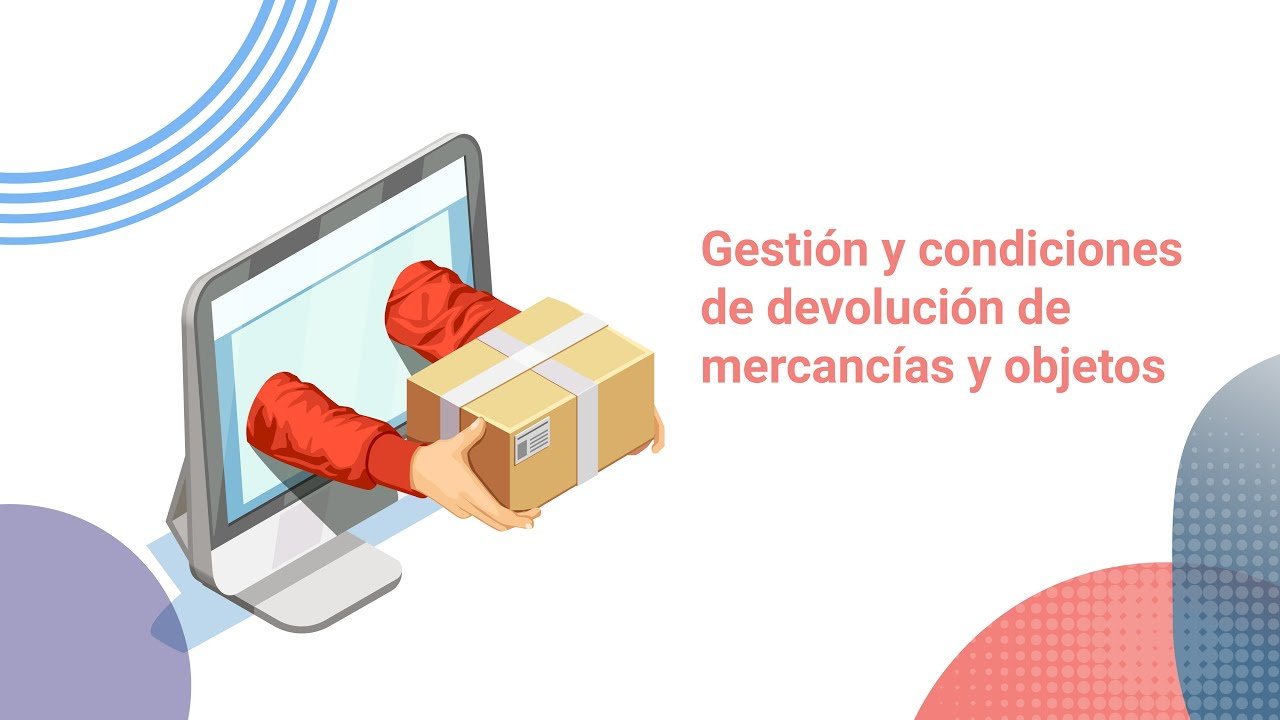 Gestión y condiciones
de devolución de
mercancías y objetos